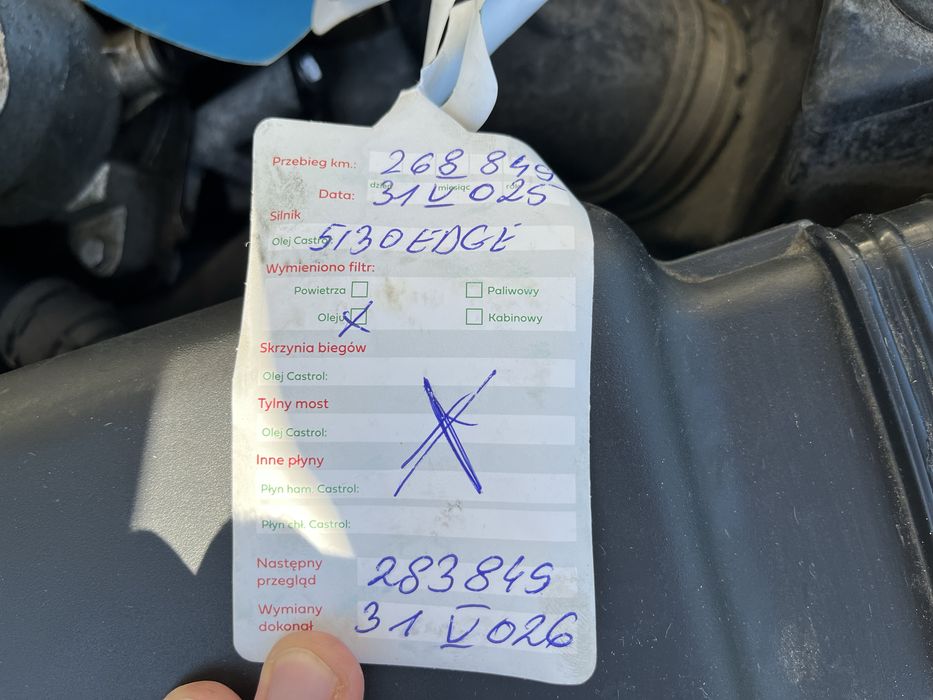 Przebieg km.: 268 849
dzień miesiąc rok
Data: 31 V 025
Silnik
Olej Castrol: 5130 EDGE
Wymieniono filtr:
Powietrza Paliwowy
Oleju X Kabinowy
Skrzynia biegów
Olej Castrol:
Tylny most
Olej Castrol:
Inne płyny
Płyn ham. Castrol:
Płyn chł. Castrol:
Następny
przegląd 283849
Wymiany
dokonał 31 V 026